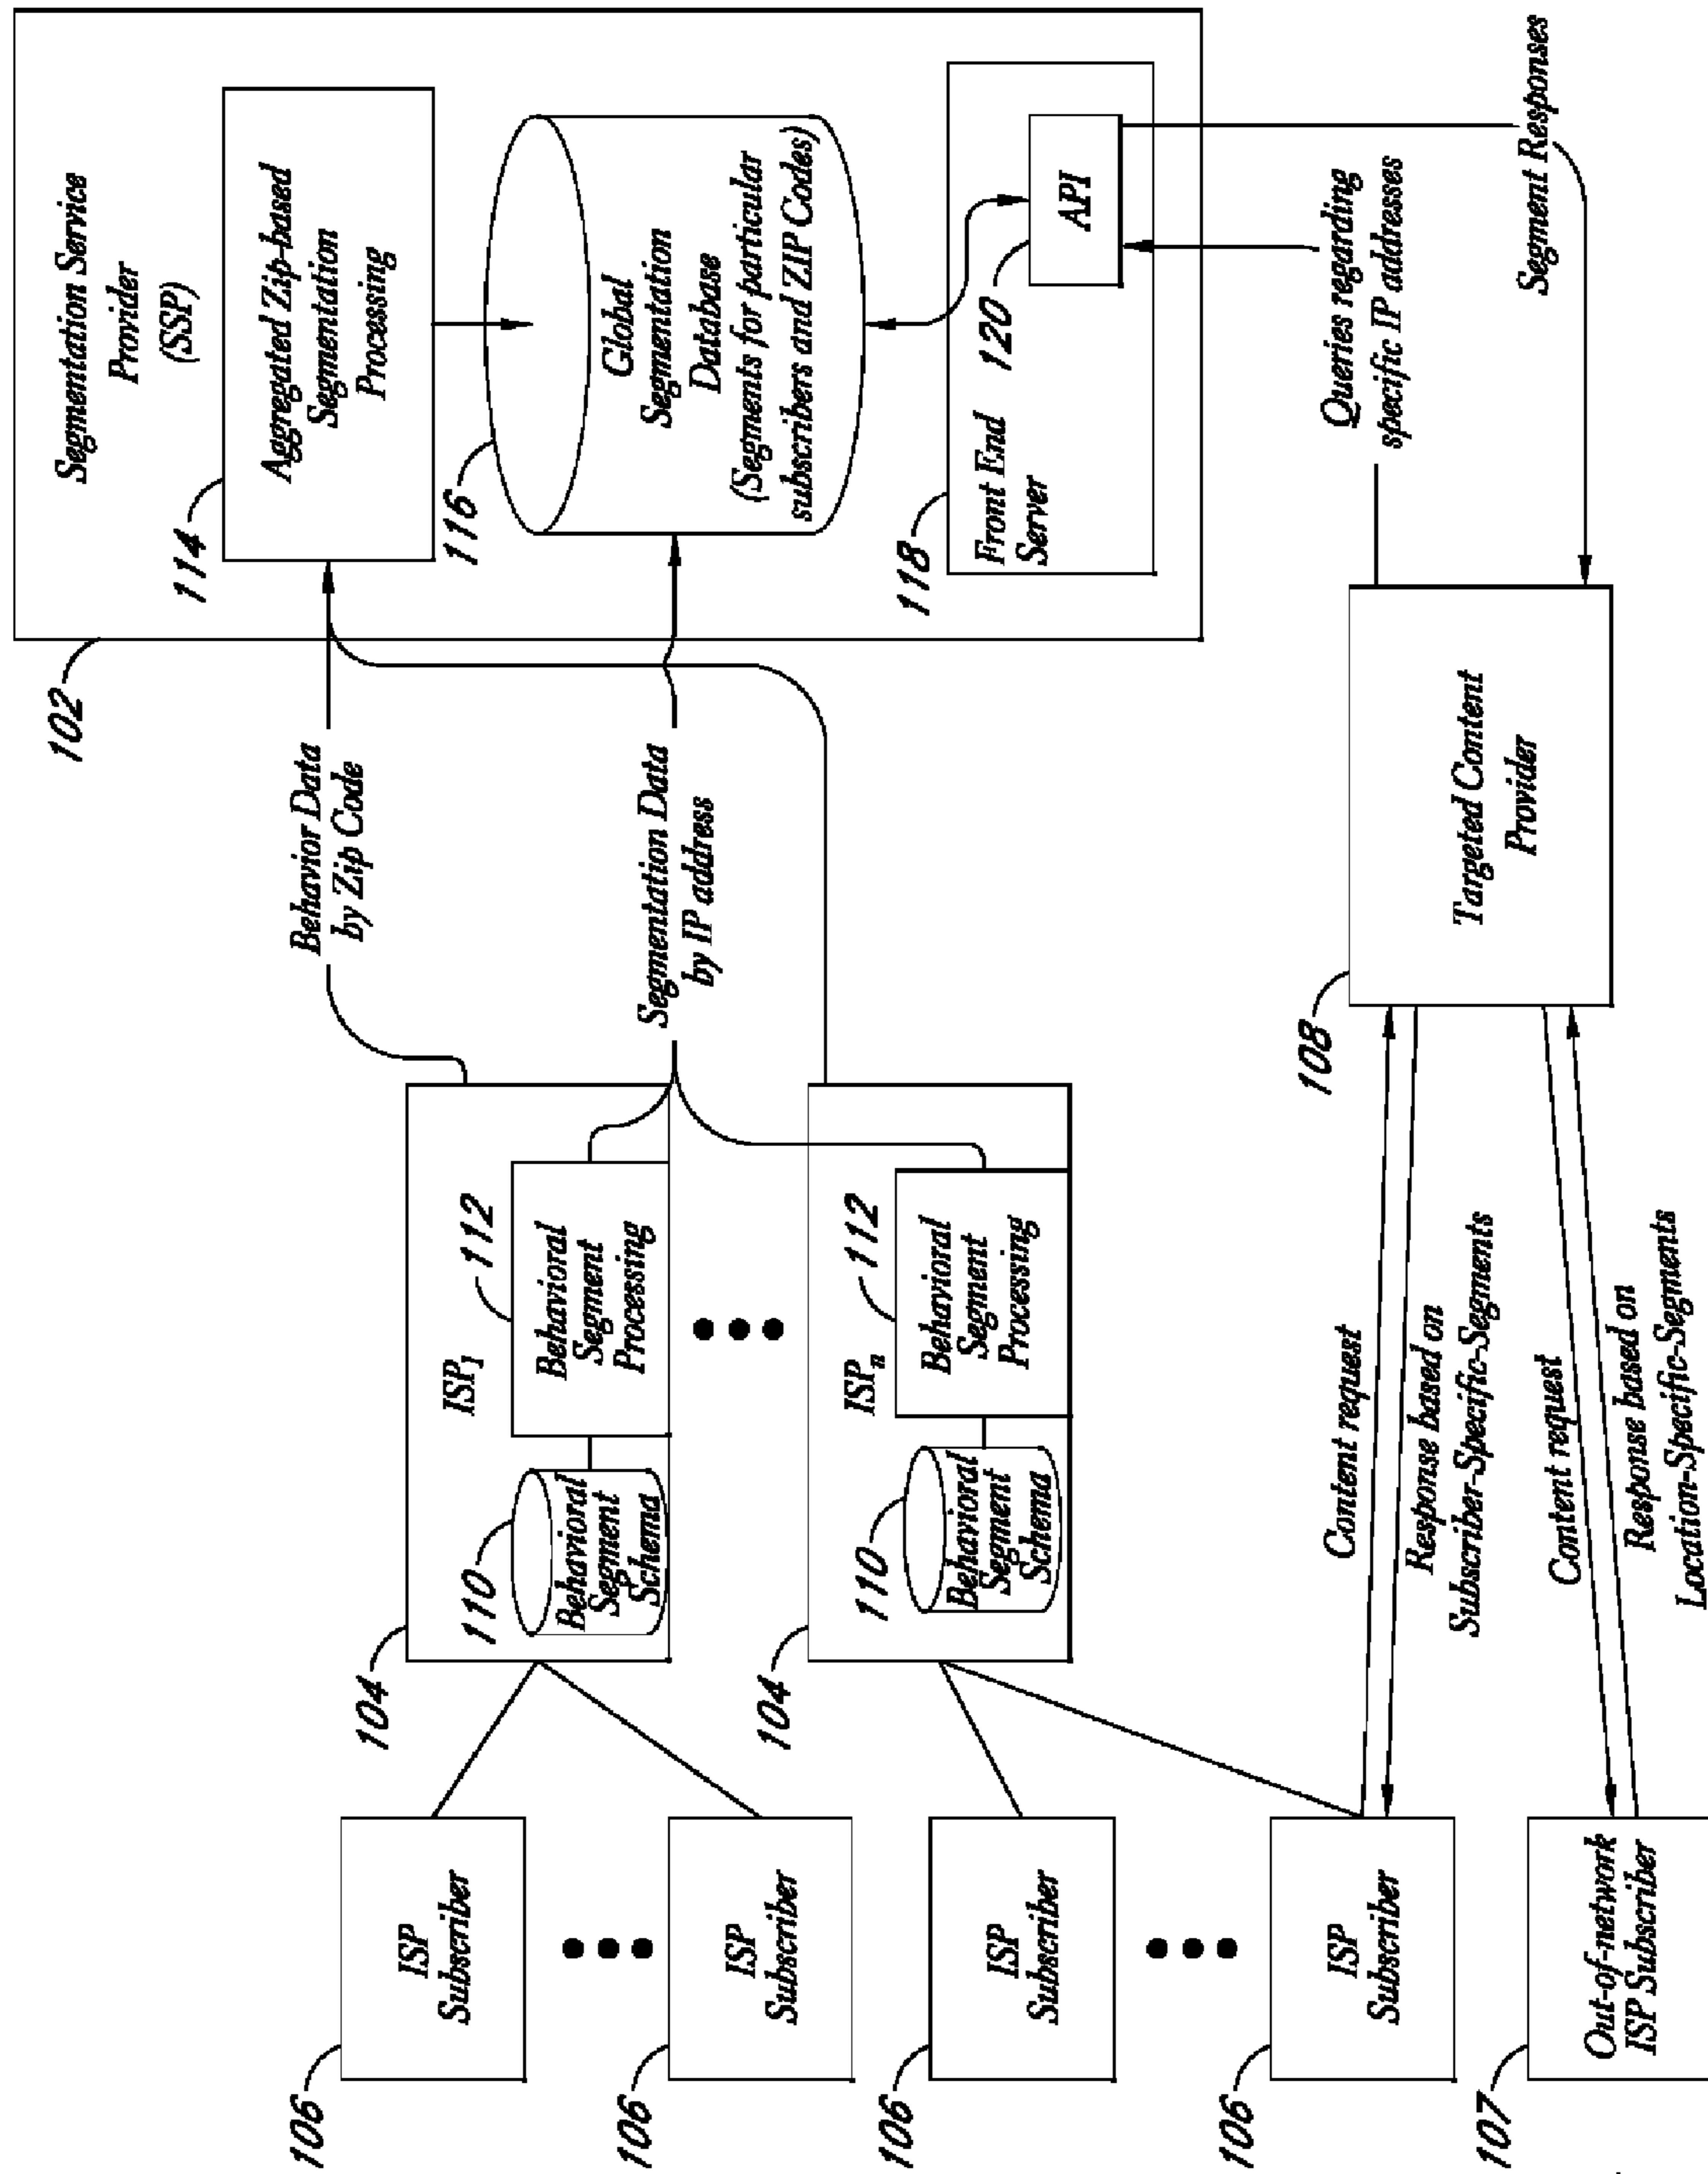 106
ISP
Subscriber
106
ISP
Subscriber
106
ISP
Subscriber
106
ISP
Subscriber
107
Out-of-network
ISP Subscriber
104
ISP1
110
Behavioral
Segment
Schema
112
Behavioral
Segment
Processing
104
ISPn
110
Behavioral
Segment
Schema
112
Behavioral
Segment
Processing
Content request
Response based on
Subscriber-Specific-Segments
Content request
Response based on
Location-Specific-Segments
Behavior Data
by Zip Code
Segmentation Data
by IP address
108
Targeted Content
Provider
102
Segmentation Service
Provider
(SSP)
114
Aggregated Zip-based
Segmentation
Processing
116
Global
Segmentation
Database
(Segments for particular
subscribers and ZIP Codes)
118
Front End
Server
120
API
Queries regarding
specific IP addresses
Segment Responses